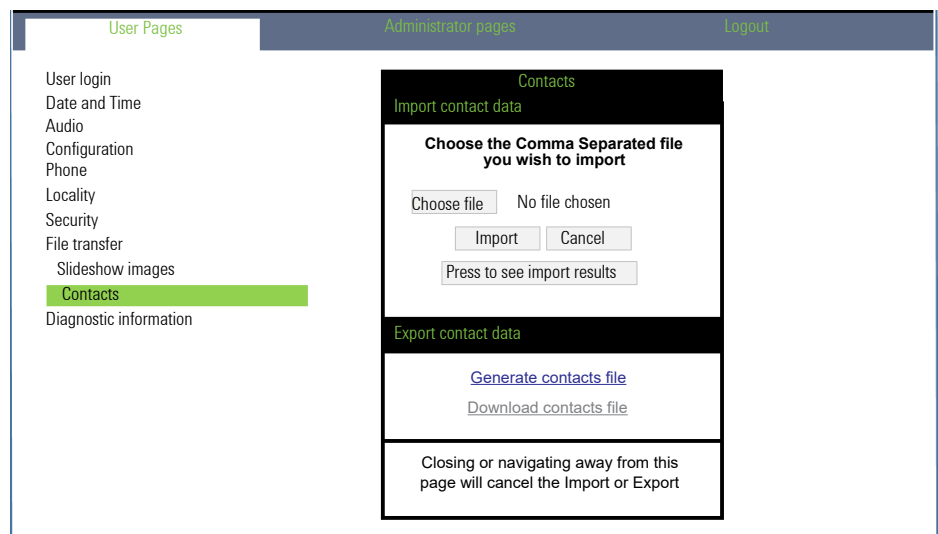 User Pages
Administrator pages
Logout
User login
Date and Time
Audio
Configuration
Phone
Locality
Security
File transfer
Slideshow images
Contacts
Diagnostic information
Contacts
Import contact data
Choose the Comma Separated file
you wish to import
Choose file No file chosen
Import Cancel
Press to see import results
Export contact data
Generate contacts file
Download contacts file
Closing or navigating away from this
page will cancel the Import or Export